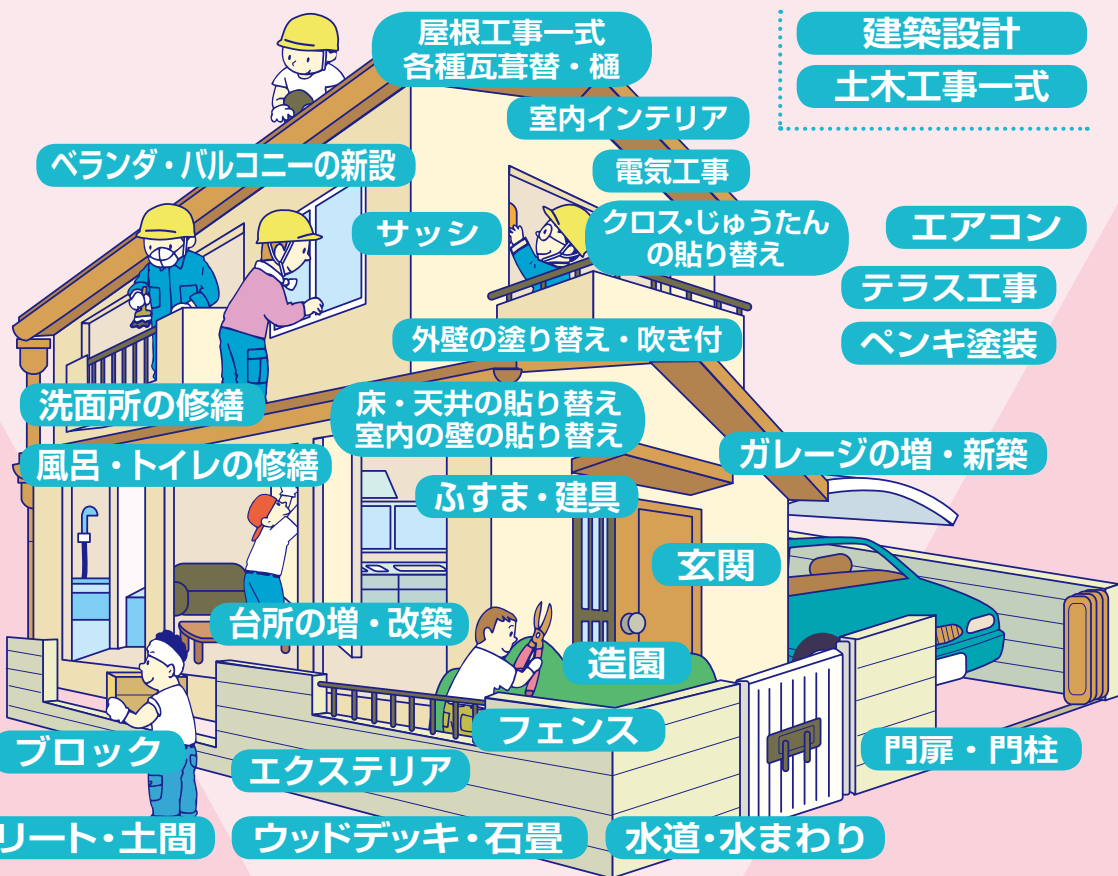 屋根工事一式
各種瓦葺替・樋
建築設計
土木工事一式
室内インテリア
ベランダ・バルコニーの新設
電気工事
サッシ
クロス・じゅうたん
の貼り替え
エアコン
テラス工事
外壁の塗り替え・吹き付
ペンキ塗装
洗面所の修繕
床・天井の貼り替え
室内の壁の貼り替え
風呂・トイレの修繕
ガレージの増・新築
ふすま・建具
玄関
台所の増・改築
造園
フェンス
ブロック
エクステリア
門扉・門柱
リート・土間
ウッドデッキ・石畳
水道・水まわり